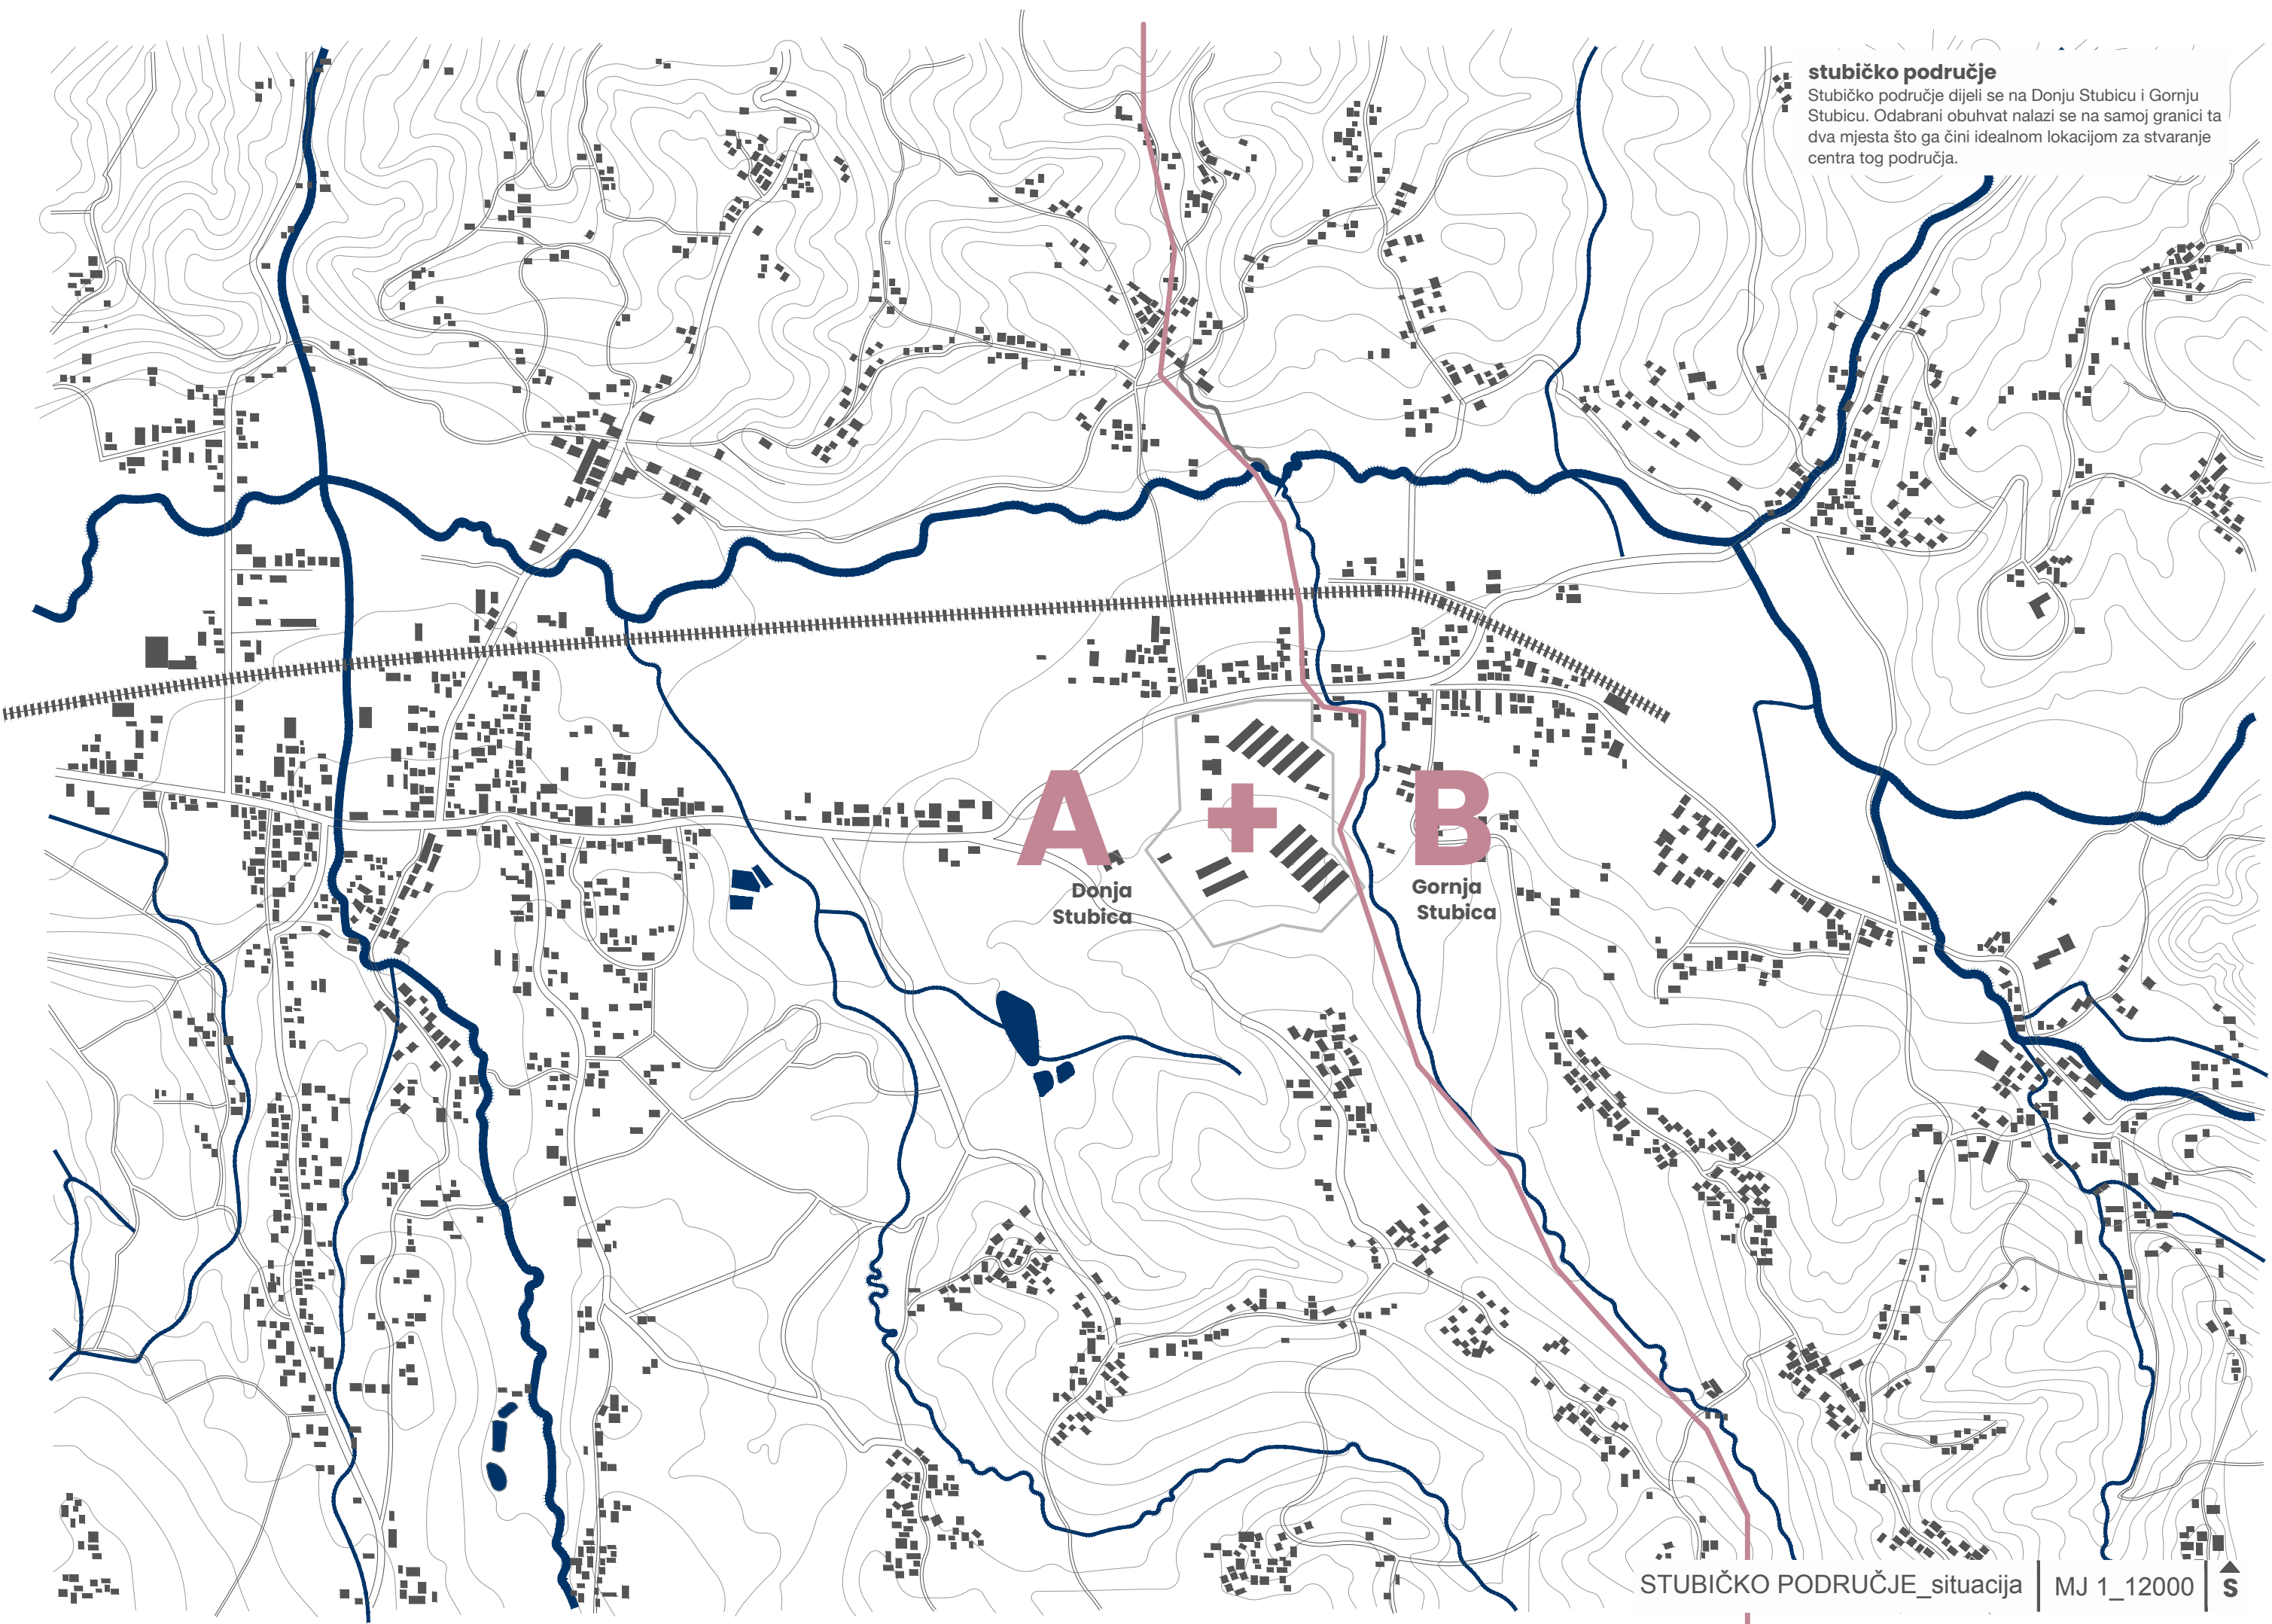 stubičko područje
Stubičko područje dijeli se na Donju Stubicu i Gornju
Stubicu. Odabrani obuhvat nalazi se na samoj granici ta
dva mjesta što ga čini idealnom lokacijom za stvaranje
centra tog područja.
A + B
Donja
Stubica
Gornja
Stubica
STUBIČKO PODRUČJE_situacija | MJ 1_12000 | S